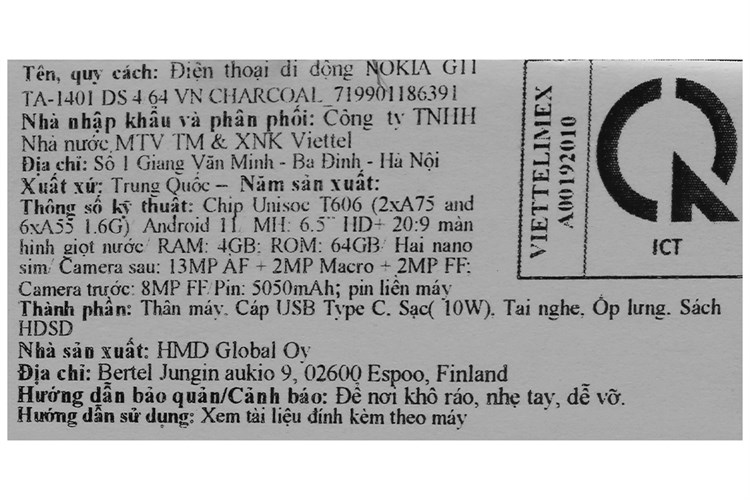 Tên, quy cách: Điện thoại di động NOKIA G11
TA-1401 DS 4 64 VN CHARCOAL_719901186391
Nhà nhập khẩu và phân phối: Công ty TNHH
Nhà nước MTV TM & XNK Viettel
Địa chỉ: Số 1 Giang Văn Minh - Ba Đình - Hà Nội
Xuất xứ: Trung Quốc – Năm sản xuất:
Thông số kỹ thuật: Chip Unisoc T606 (2xA75 and
6xA55 1.6G) Android 11, MH: 6.5" HD+ 20:9 màn
hình giọt nước/ RAM: 4GB; ROM: 64GB/ Hai nano
sim/ Camera sau: 13MP AF + 2MP Macro + 2MP FF;
Camera trước: 8MP FF/ Pin: 5050mAh; pin liền máy
Thành phần: Thân máy, Cáp USB Type C, Sạc( 10W), Tai nghe, Ốp lưng, Sách
HDSD
Nhà sản xuất: HMD Global Oy
Địa chỉ: Bertel Jungin aukio 9, 02600 Espoo, Finland
Hướng dẫn bảo quản/Cảnh báo: Để nơi khô ráo, nhẹ tay, dễ vỡ.
Hướng dẫn sử dụng: Xem tài liệu đính kèm theo máy
VIETTELIMEX
A00192010
ICT